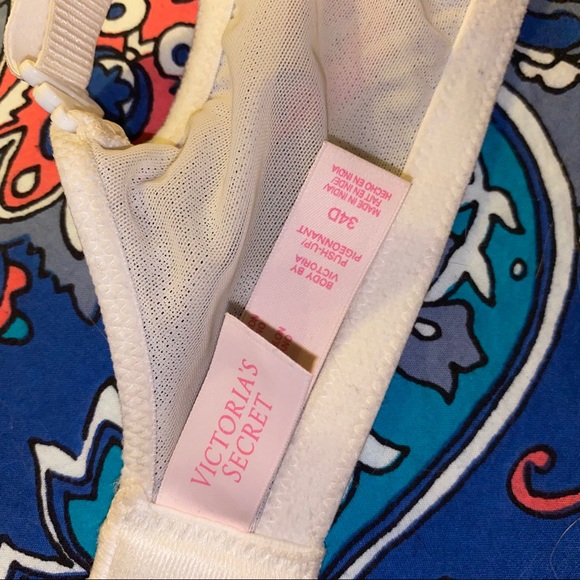 VICTORIA'S
SECRET
BODY BY
VICTORIA
PUSH-UP/
PIGEONNANT
34D
MADE IN INDIA/
FAIT EN INDE/
HECHO EN INDIA